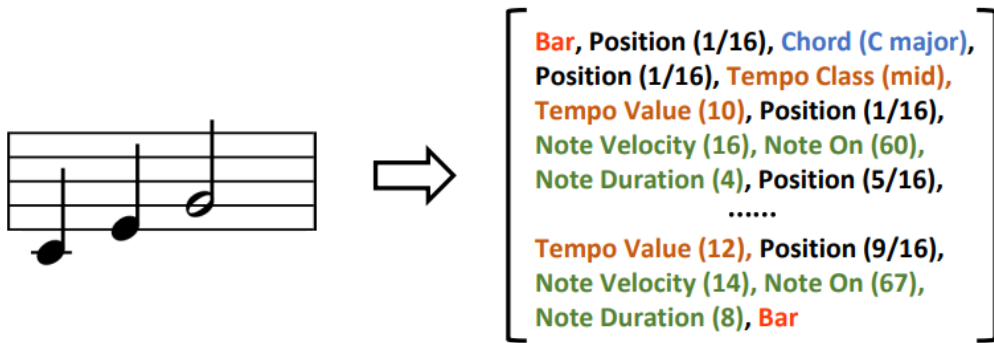 Bar, Position (1/16), Chord (C major),
Position (1/16), Tempo Class (mid),
Tempo Value (10), Position (1/16),
Note Velocity (16), Note On (60),
Note Duration (4), Position (5/16),
......
Tempo Value (12), Position (9/16),
Note Velocity (14), Note On (67),
Note Duration (8), Bar